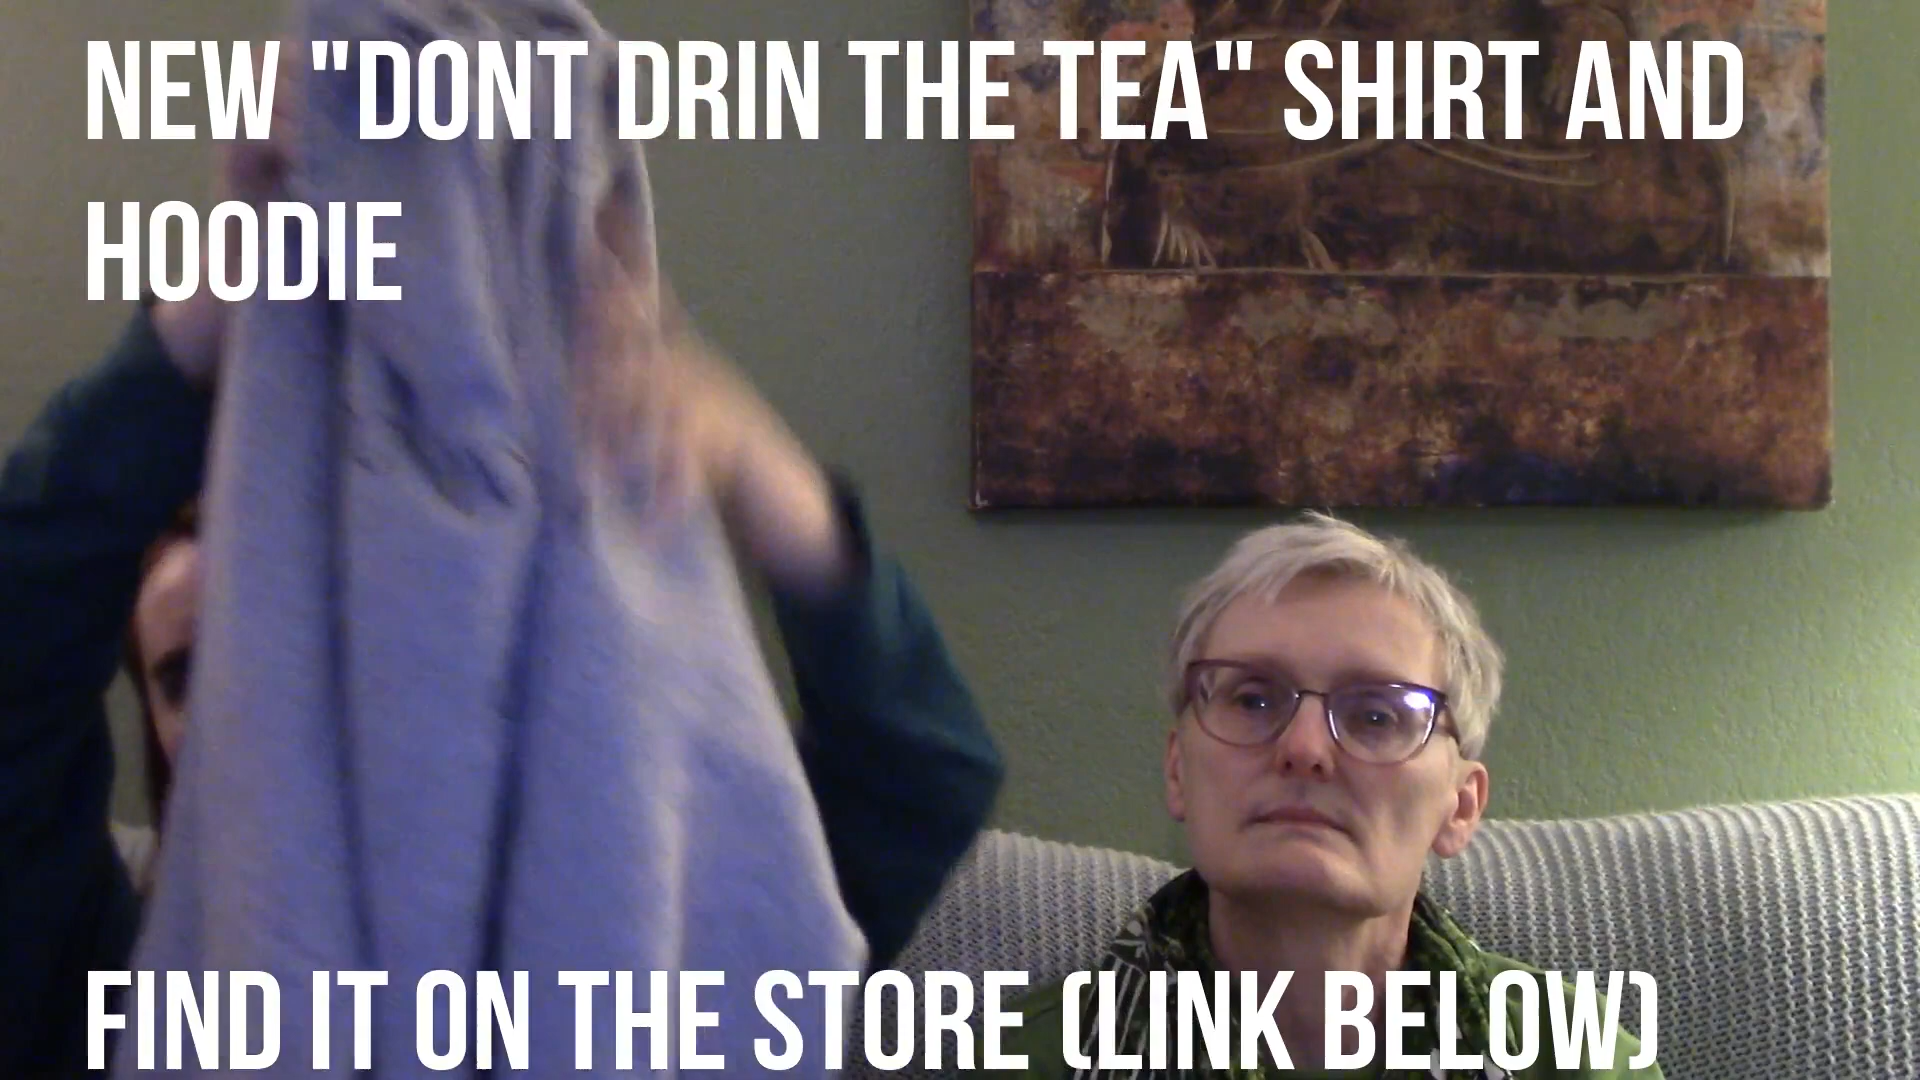 NEW "DONT DRIN THE TEA" SHIRT AND
HOODIE
FIND IT ON THE STORE (LINK BELOW)